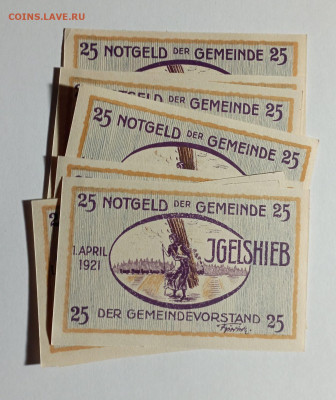 COINS.LAVE.RU
25 NOTGELD DER GEMEINDE 25
25 NOTGELD DER GEMEINDE 25
25 NOTGELD DER GEMEINDE 25
25 NOTGELD DER GEMEINDE 25
1. APRIL
1921
JGELSHIEB
25 25
DER GEMEINDEVORSTAND